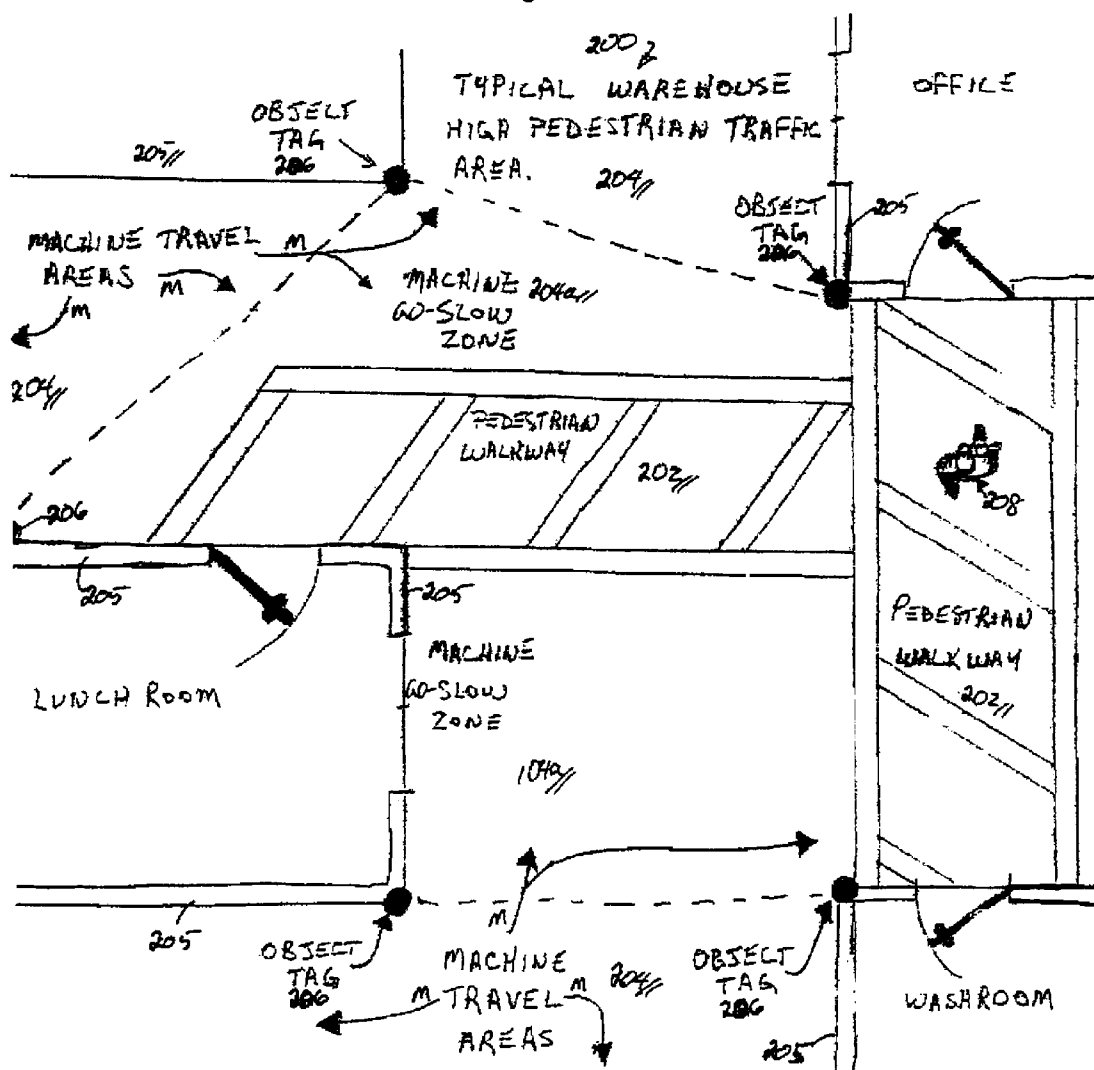 200
TYPICAL WAREHOUSE
HIGH PEDESTRIAN TRAFFIC
AREA.
204
OFFICE
OBJECT
TAG
206
205
OBJECT
TAG
206
205
MACHINE TRAVEL
AREAS
M
M
M
MACHINE 204a
GO-SLOW
ZONE
204
PEDESTRIAN
WALKWAY
202
208
206
205
205
LUNCH ROOM
MACHINE
GO-SLOW
ZONE
104a
PEDESTRIAN
WALKWAY
202
205
OBJECT
TAG
206
M
MACHINE
TRAVEL
AREAS
204
M
M
OBJECT
TAG
206
205
WASHROOM